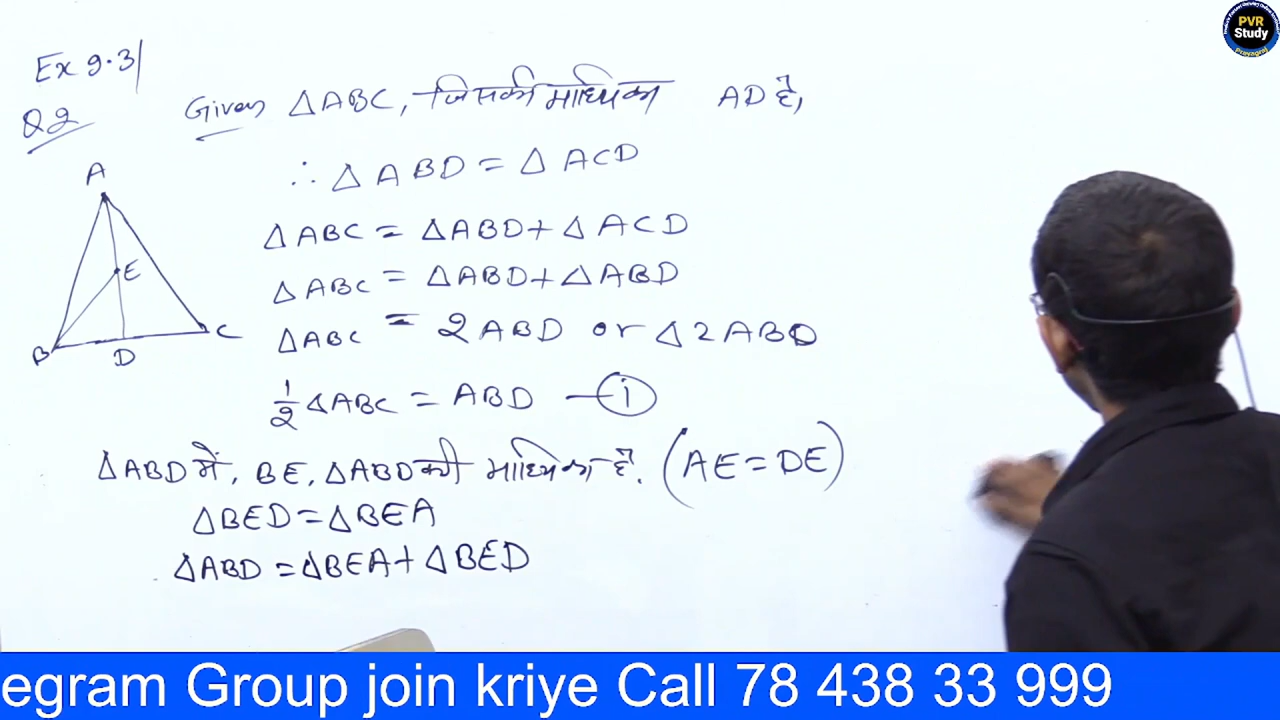 Ex 9.3
Q2
Given △ABC, जिसकी माध्यिका AD है,
∴ △ABD = △ACD
△ABC = △ABD + △ACD
△ABC = △ABD + △ABD
△ABC = 2ABD or △2ABD
1/2 △ABC = ABD — ①
△ABD में, BE, △ABD की माध्यिका है. (AE = DE)
△BED = △BEA
△ABD = △BEA + △BED
A
E
B
D
C
PVR
Study
Prayagraj
egram Group join kriye Call 78 438 33 999